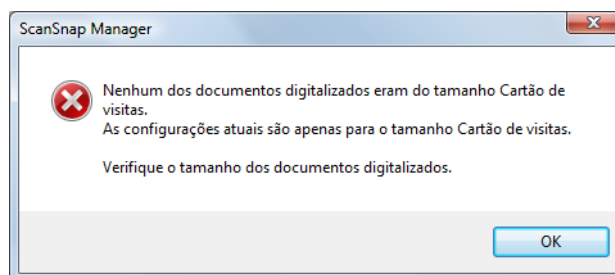 ScanSnap Manager
Nenhum dos documentos digitalizados eram do tamanho Cartão de
visitas.
As configurações atuais são apenas para o tamanho Cartão de visitas.
Verifique o tamanho dos documentos digitalizados.
OK